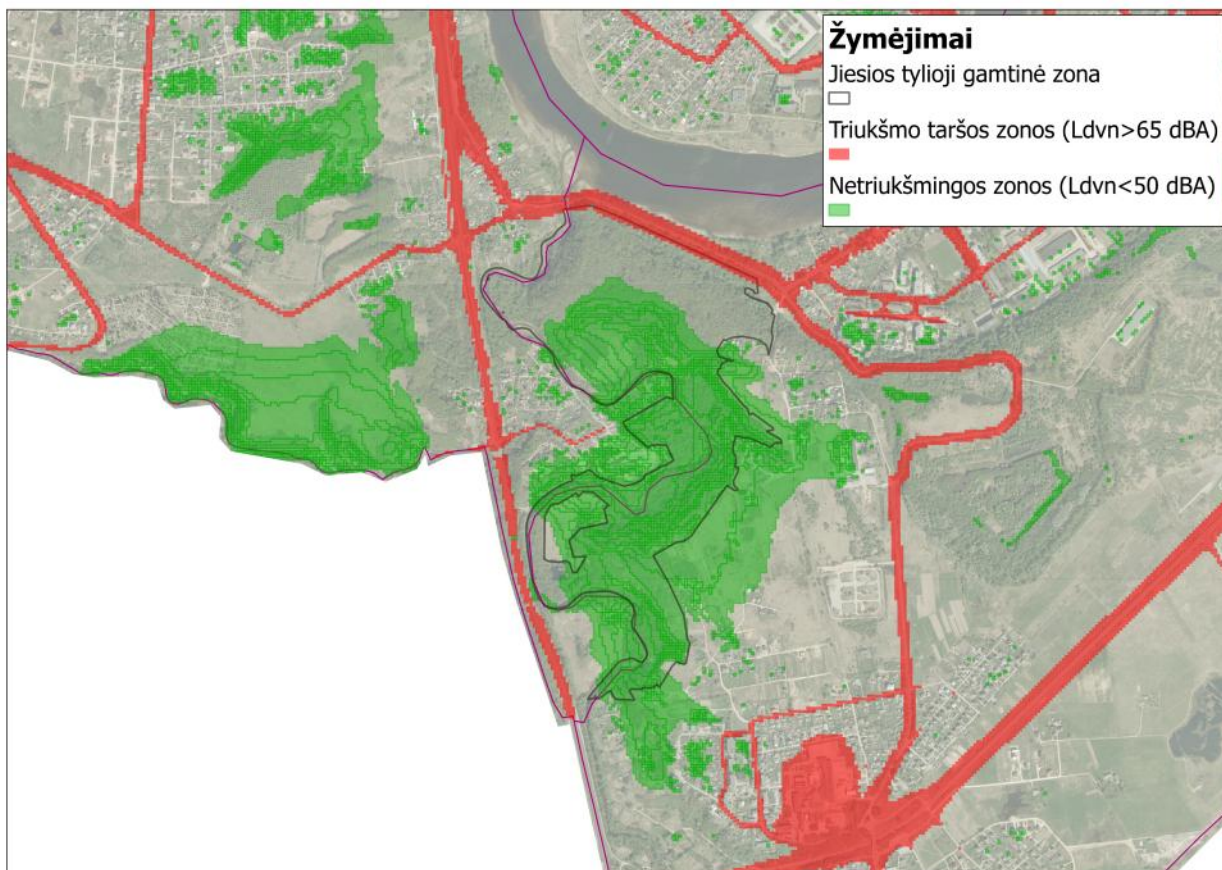 Žymėjimai
Jiesios tylioji gamtinė zona
Triukšmo taršos zonos (Ldvn>65 dBA)
Netriukšmingos zonos (Ldvn<50 dBA)